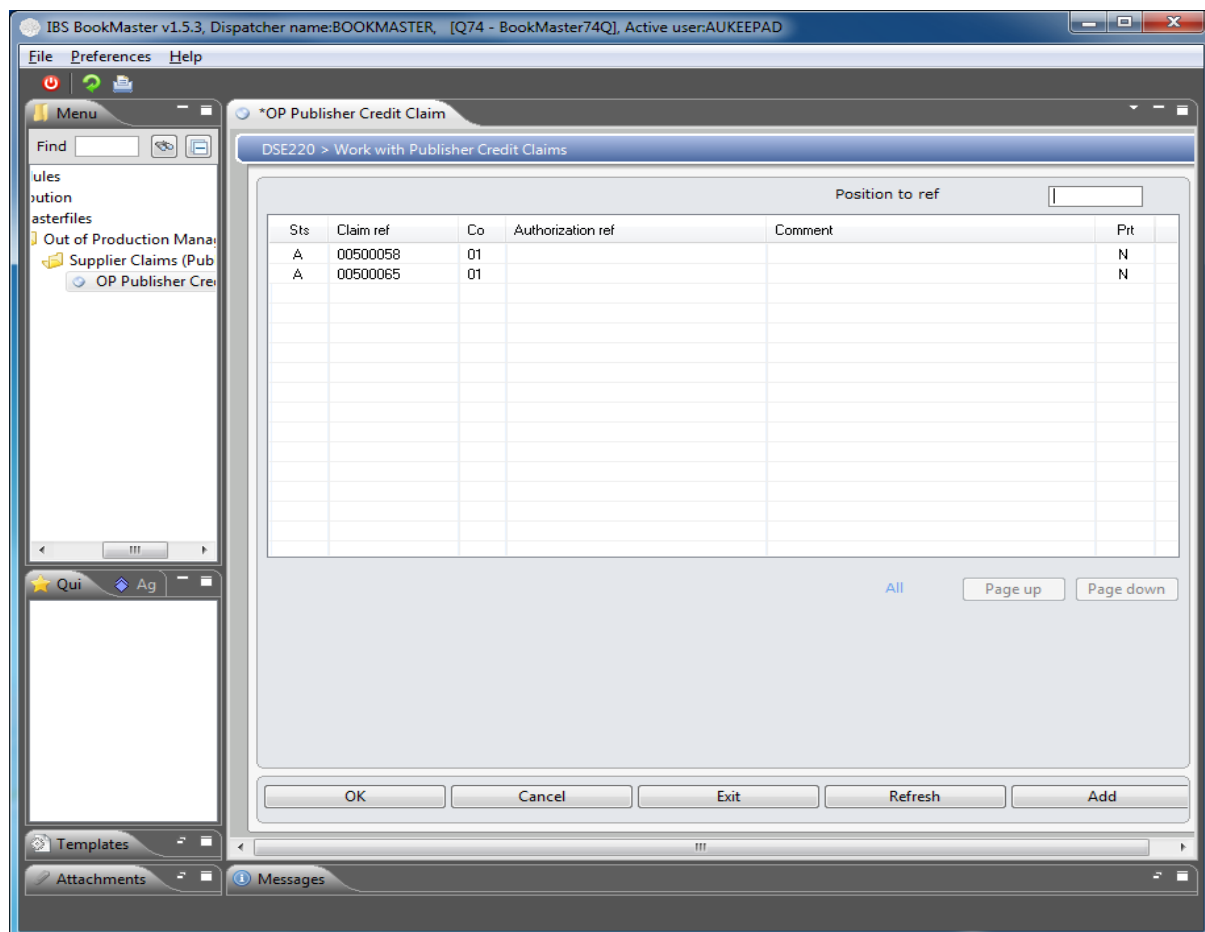 IBS BookMaster v1.5.3, Dispatcher name:BOOKMASTER, [Q74 - BookMaster74Q], Active user:AUKEEPAD
File Preferences Help
Menu
Find
ules
oution
asterfiles
Out of Production Mana
Supplier Claims (Pub
OP Publisher Cre
Qui
Ag
Templates
Attachments
*OP Publisher Credit Claim
DSE220 > Work with Publisher Credit Claims
Position to ref
Sts Claim ref Co Authorization ref Comment Prt
A 00500058 01 N
A 00500065 01 N
All Page up Page down
OK Cancel Exit Refresh Add
Messages